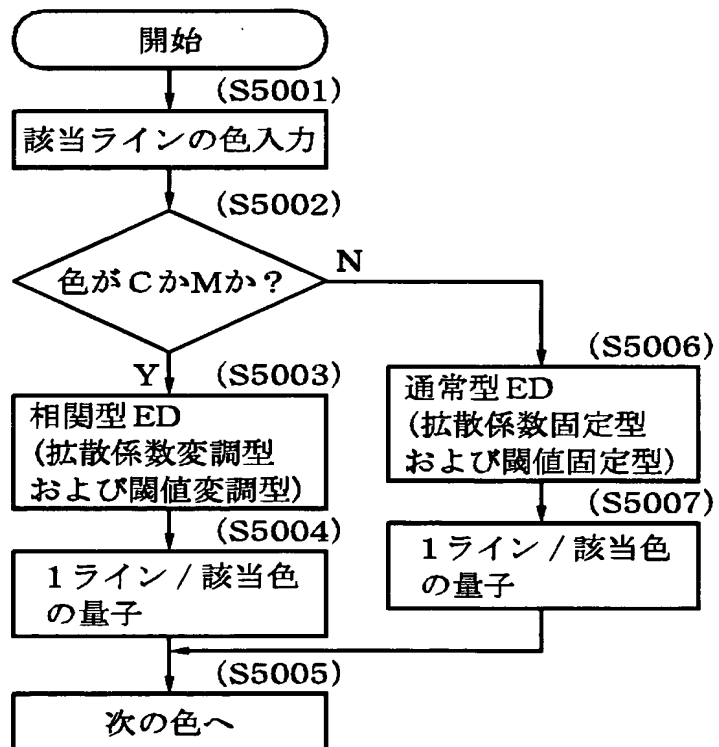 開始
(S5001)
該当ラインの色入力
(S5002)
色がCかMか?
N
Y
(S5003)
相関型ED
(拡散係数変調型
および閾値変調型)
(S5004)
1ライン/該当色
の量子
(S5006)
通常型ED
(拡散係数固定型
および閾値固定型)
(S5007)
1ライン/該当色
の量子
(S5005)
次の色へ